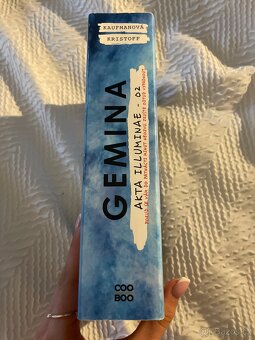 KAUFMANOVÁ
KRISTOFF
GEMINA
AKTA ILLUMINAE - 02
COO
BOO